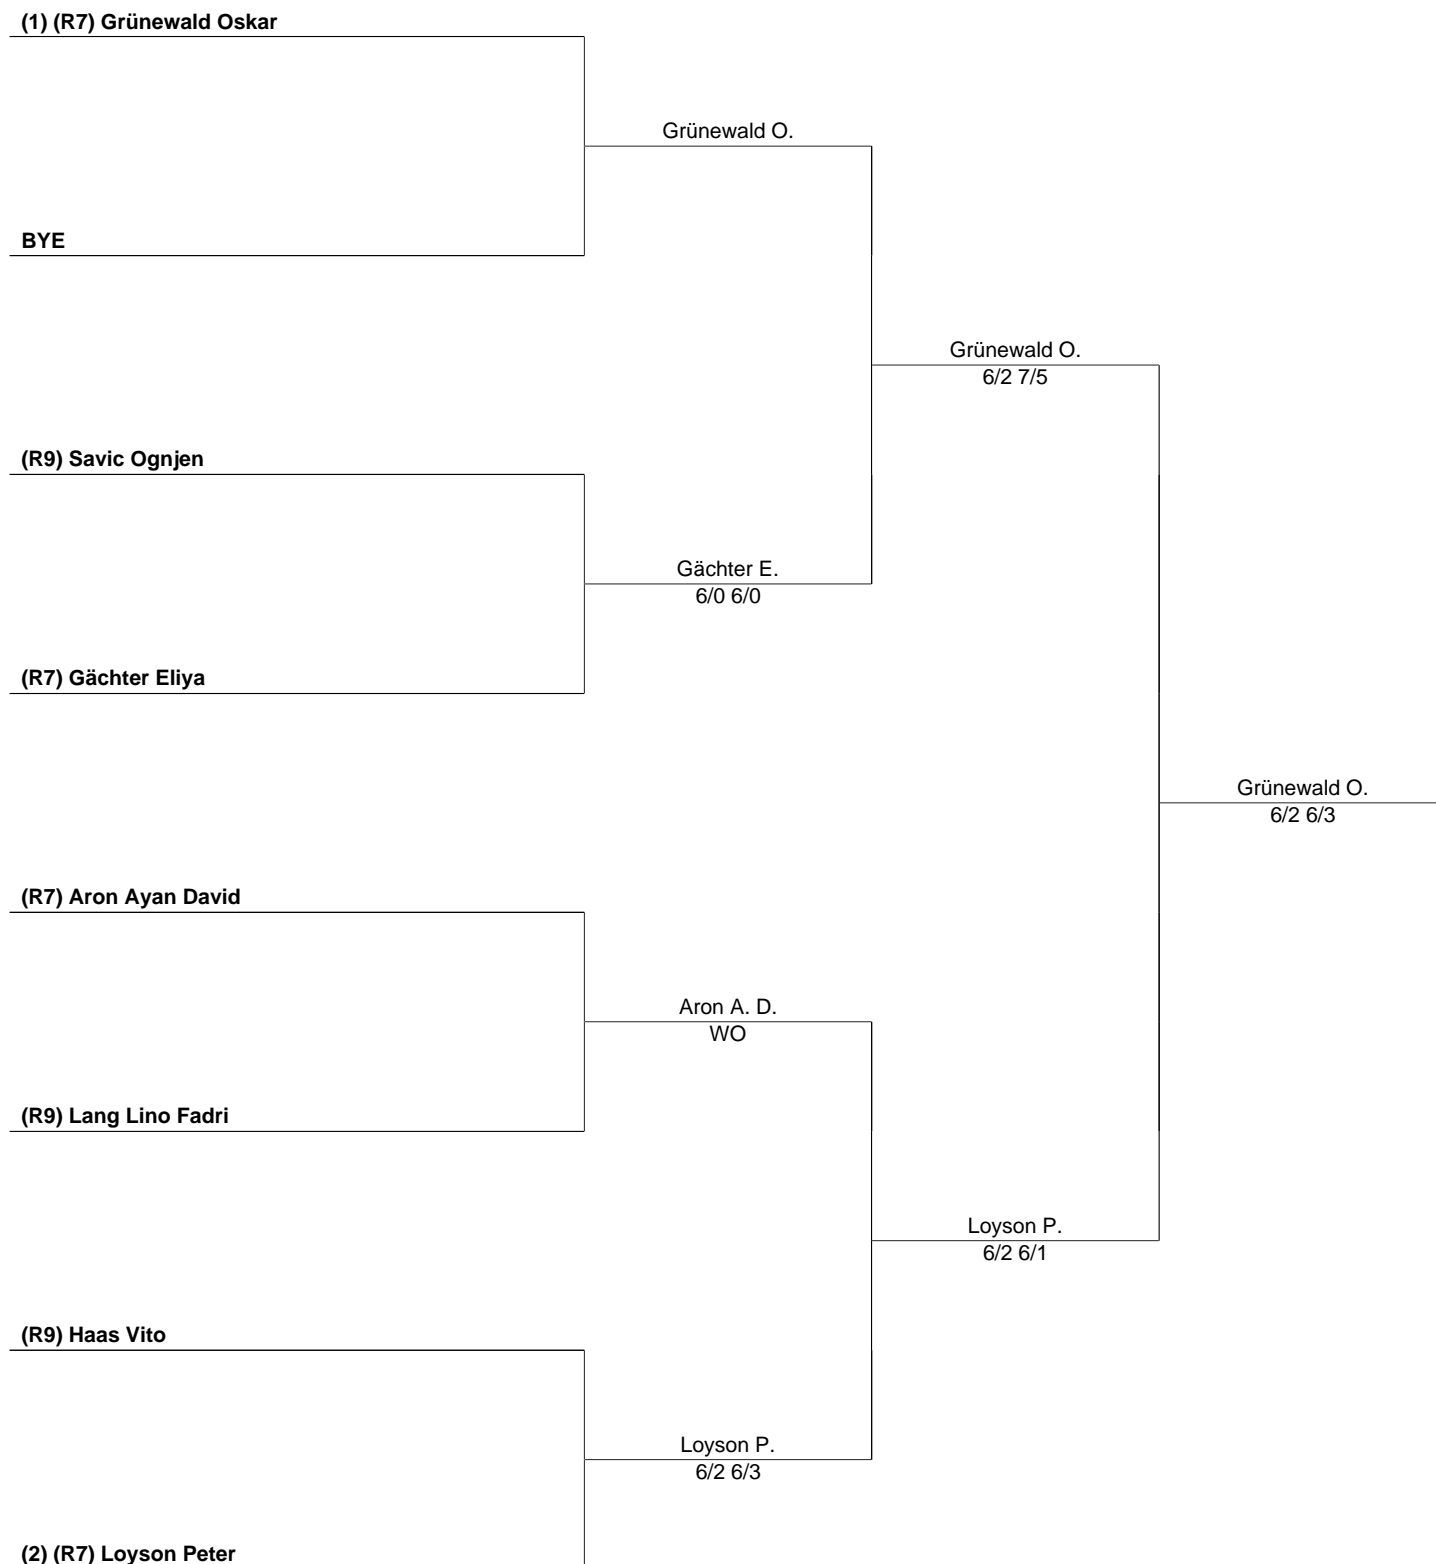 (1) (R7) Grünewald Oskar
Grünewald O.
BYE
Grünewald O.
6/2 7/5
(R9) Savic Ognjen
Gächter E.
6/0 6/0
(R7) Gächter Eliya
Grünewald O.
6/2 6/3
(R7) Aron Ayan David
Aron A. D.
WO
(R9) Lang Lino Fadri
Loyson P.
6/2 6/1
(R9) Haas Vito
Loyson P.
6/2 6/3
(2) (R7) Loyson Peter